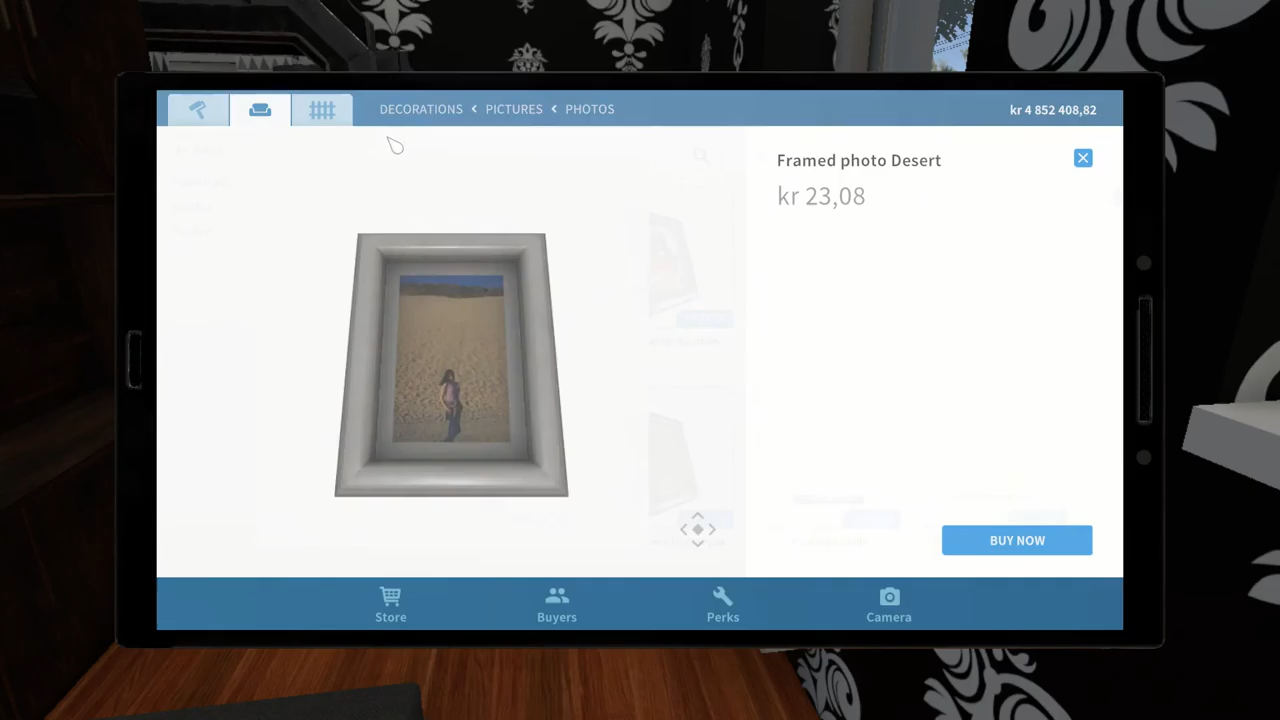 DECORATIONS < PICTURES < PHOTOS
kr 4 852 408,82
Framed photo Desert
kr 23,08
BUY NOW
Store
Buyers
Perks
Camera